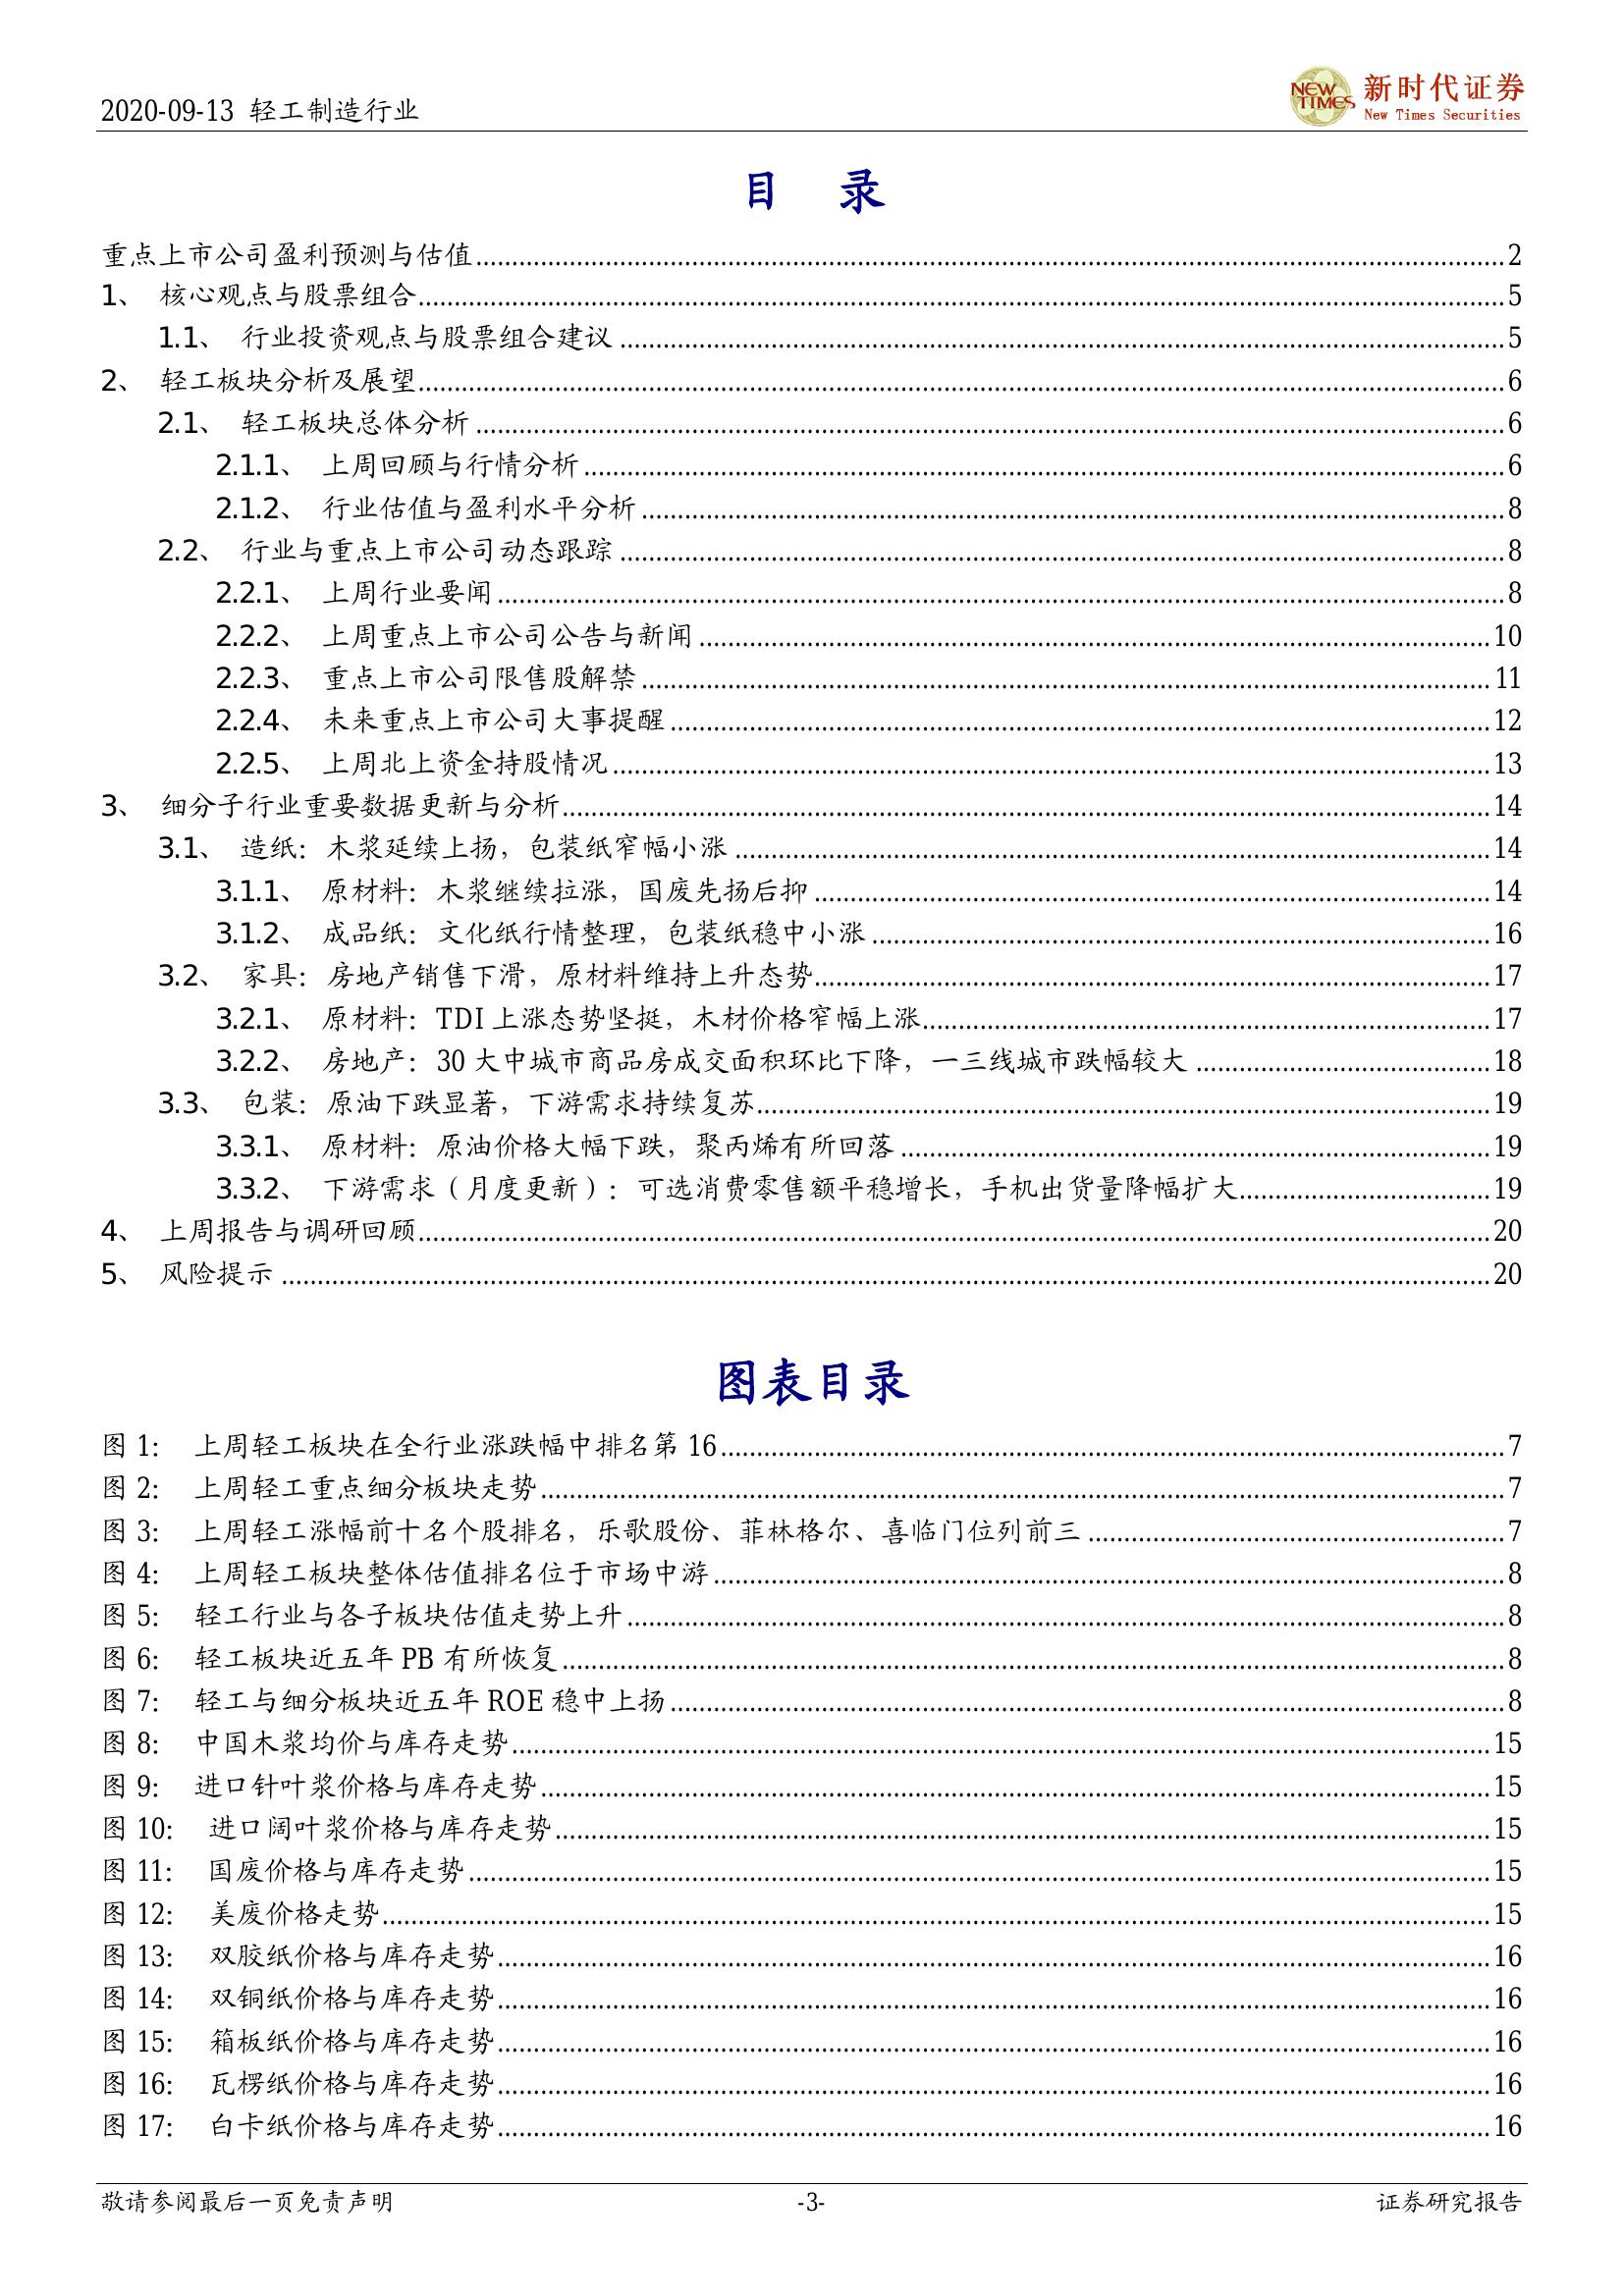 2020-09-13 轻工制造行业
NEW TIMES 新时代证券
New Times Securities
目 录
重点上市公司盈利预测与估值 2
1、 核心观点与股票组合 5
1.1、 行业投资观点与股票组合建议 5
2、 轻工板块分析及展望 6
2.1、 轻工板块总体分析 6
2.1.1、 上周回顾与行情分析 6
2.1.2、 行业估值与盈利水平分析 8
2.2、 行业与重点上市公司动态跟踪 8
2.2.1、 上周行业要闻 8
2.2.2、 上周重点上市公司公告与新闻 10
2.2.3、 重点上市公司限售股解禁 11
2.2.4、 未来重点上市公司大事提醒 12
2.2.5、 上周北上资金持股情况 13
3、 细分子行业重要数据更新与分析 14
3.1、 造纸：木浆延续上扬，包装纸窄幅小涨 14
3.1.1、 原材料：木浆继续拉涨，国废先扬后抑 14
3.1.2、 成品纸：文化纸行情整理，包装纸稳中小涨 16
3.2、 家具：房地产销售下滑，原材料维持上升态势 17
3.2.1、 原材料：TDI 上涨态势坚挺，木材价格窄幅上涨 17
3.2.2、 房地产：30 大中城市商品房成交面积环比下降，一三线城市跌幅较大 18
3.3、 包装：原油下跌显著，下游需求持续复苏 19
3.3.1、 原材料：原油价格大幅下跌，聚丙烯有所回落 19
3.3.2、 下游需求（月度更新）：可选消费零售额平稳增长，手机出货量降幅扩大 19
4、 上周报告与调研回顾 20
5、 风险提示 20
图表目录
图 1： 上周轻工板块在全行业涨跌幅中排名第 16 7
图 2： 上周轻工重点细分板块走势 7
图 3： 上周轻工涨幅前十名个股排名，乐歌股份、菲林格尔、喜临门位列前三 7
图 4： 上周轻工板块整体估值排名位于市场中游 8
图 5： 轻工行业与各子板块估值走势上升 8
图 6： 轻工板块近五年 PB 有所恢复 8
图 7： 轻工与细分板块近五年 ROE 稳中上扬 8
图 8： 中国木浆均价与库存走势 15
图 9： 进口针叶浆价格与库存走势 15
图 10： 进口阔叶浆价格与库存走势 15
图 11： 国废价格与库存走势 15
图 12： 美废价格走势 15
图 13： 双胶纸价格与库存走势 16
图 14： 双铜纸价格与库存走势 16
图 15： 箱板纸价格与库存走势 16
图 16： 瓦楞纸价格与库存走势 16
图 17： 白卡纸价格与库存走势 16
敬请参阅最后一页免责声明 -3- 证券研究报告